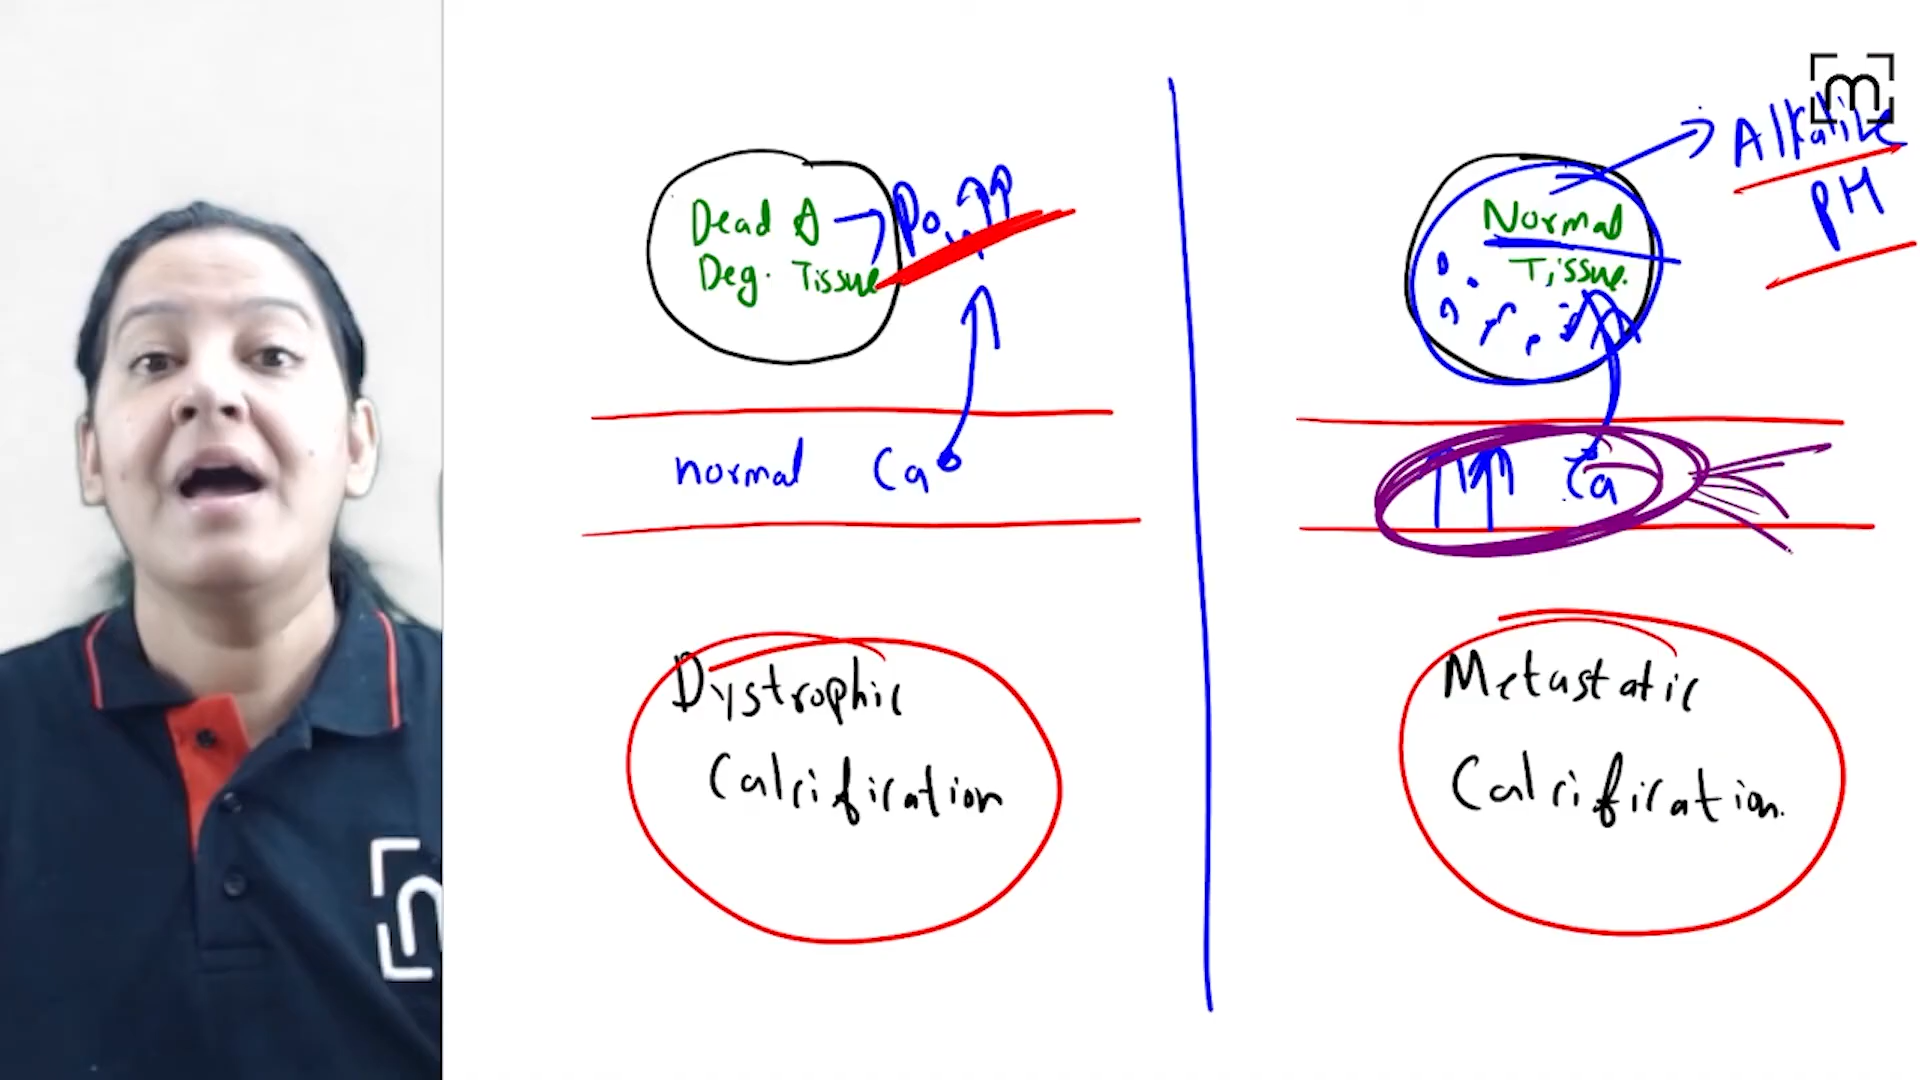 Dead &
Deg. Tissue
PO4 ↑↑
normal Ca
Dystrophic
Calcification
Normal
Tissue.
Alkaline
PH
↑↑ Ca
Metastatic
Calcification.
m